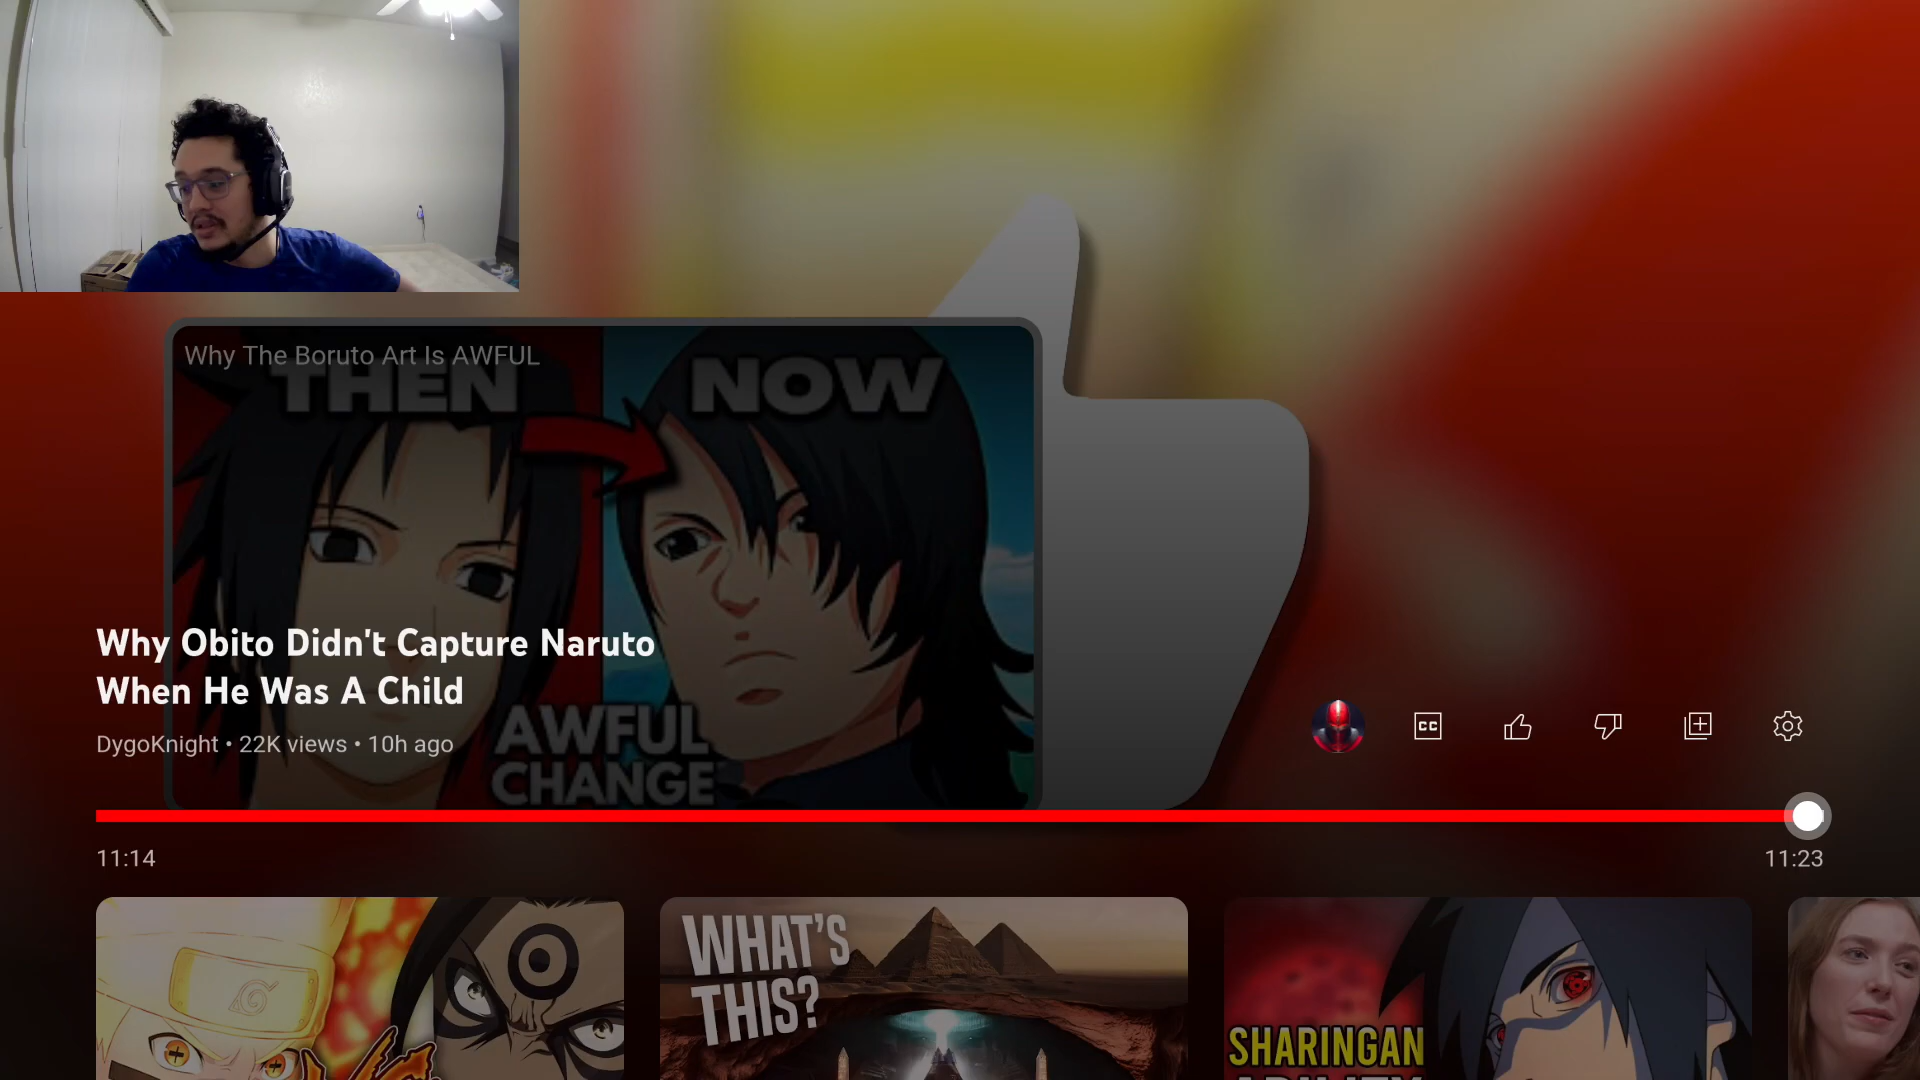 Why The Boruto Art Is AWFUL
THEN
NOW
Why Obito Didn't Capture Naruto
When He Was A Child
DygoKnight • 22K views • 10h ago
AWFUL
CHANGE
CC
11:14
11:23
WHAT'S
THIS?
SHARINGAN
ABILITY